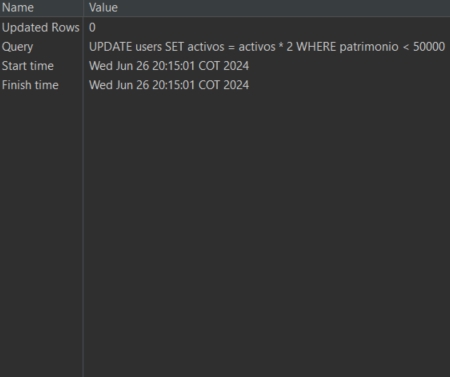 Name Value
Updated Rows 0
Query UPDATE users SET activos = activos * 2 WHERE patrimonio < 50000
Start time Wed Jun 26 20:15:01 COT 2024
Finish time Wed Jun 26 20:15:01 COT 2024